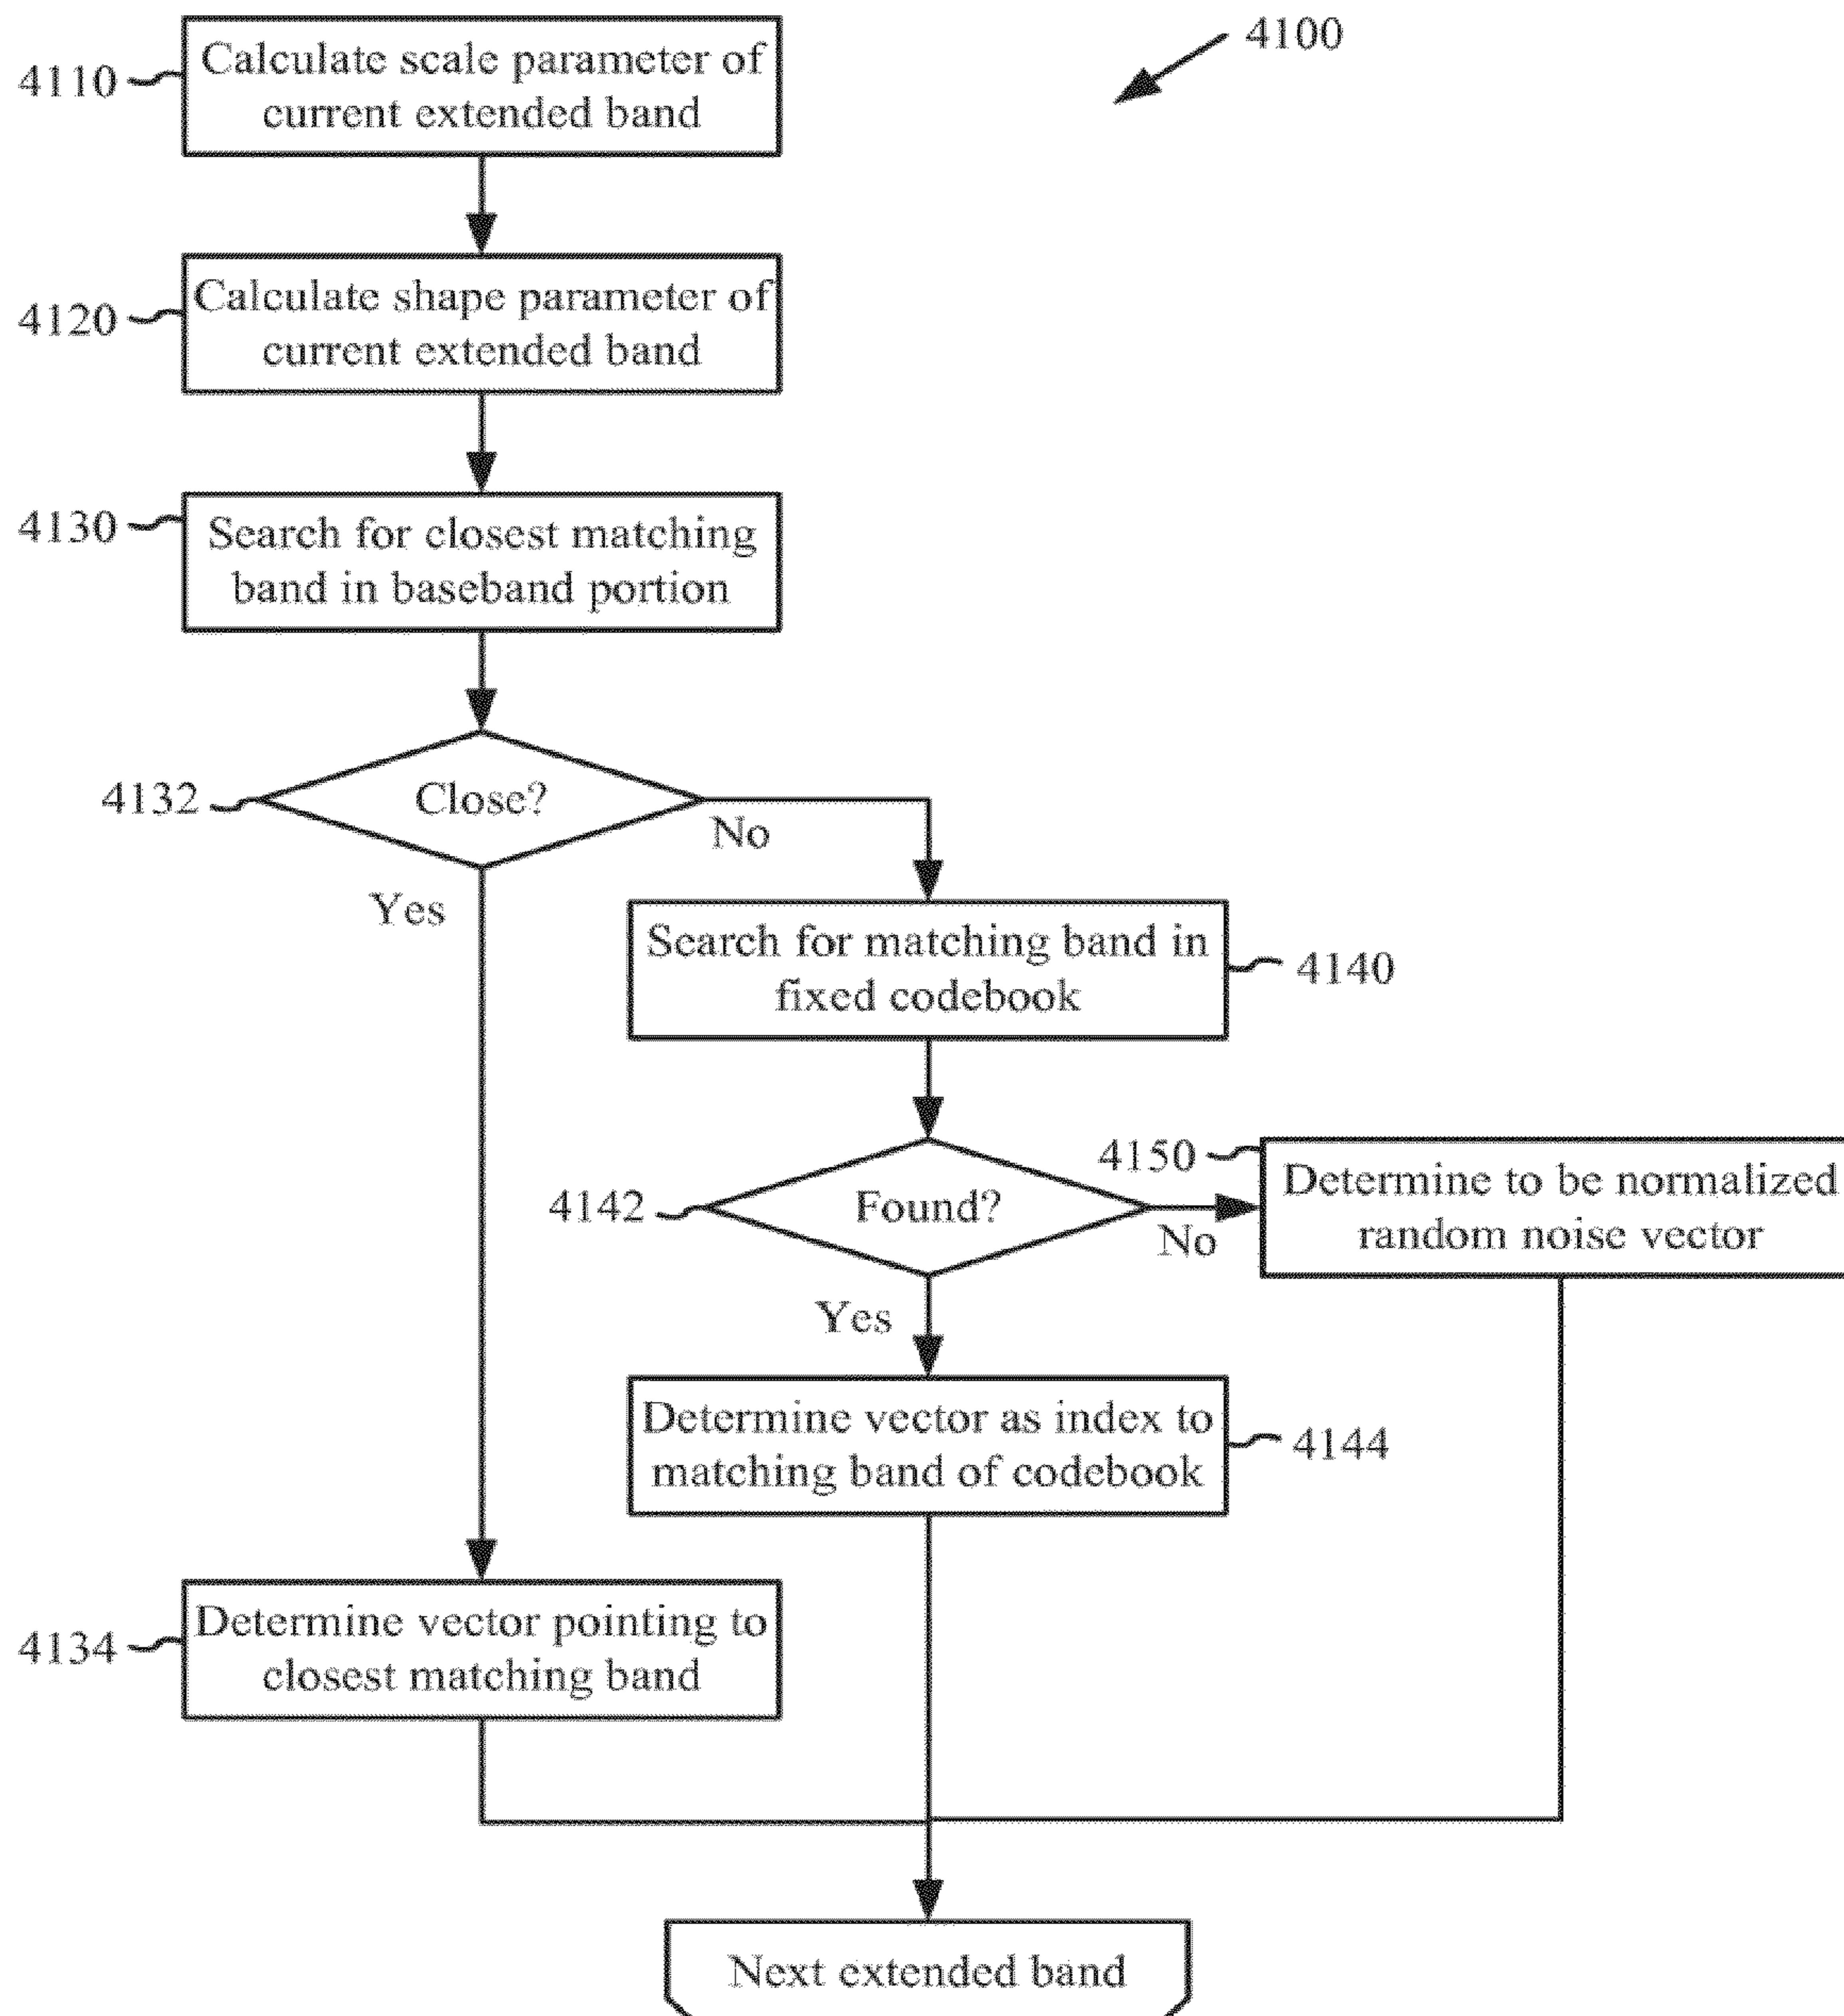 4100
4110
Calculate scale parameter of
current extended band
4120
Calculate shape parameter of
current extended band
4130
Search for closest matching
band in baseband portion
4132
Close?
No
Yes
Search for matching band in
fixed codebook
4140
4142
Found?
No
4150
Determine to be normalized
random noise vector
Yes
Determine vector as index to
matching band of codebook
4144
4134
Determine vector pointing to
closest matching band
Next extended band